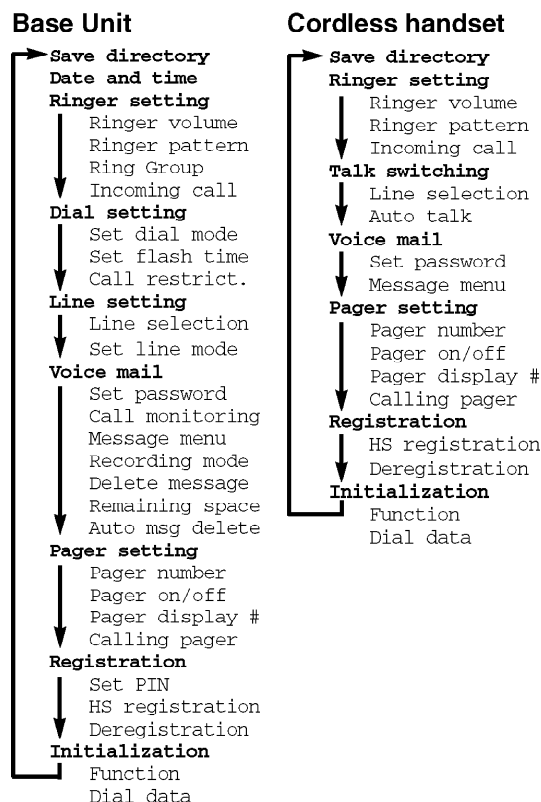 Base Unit
Save directory
Date and time
Ringer setting
Ringer volume
Ringer pattern
Ring Group
Incoming call
Dial setting
Set dial mode
Set flash time
Call restrict.
Line setting
Line selection
Set line mode
Voice mail
Set password
Call monitoring
Message menu
Recording mode
Delete message
Remaining space
Auto msg delete
Pager setting
Pager number
Pager on/off
Pager display #
Calling pager
Registration
Set PIN
HS registration
Deregistration
Initialization
Function
Dial data
Cordless handset
Save directory
Ringer setting
Ringer volume
Ringer pattern
Incoming call
Talk switching
Line selection
Auto talk
Voice mail
Set password
Message menu
Pager setting
Pager number
Pager on/off
Pager display #
Calling pager
Registration
HS registration
Deregistration
Initialization
Function
Dial data